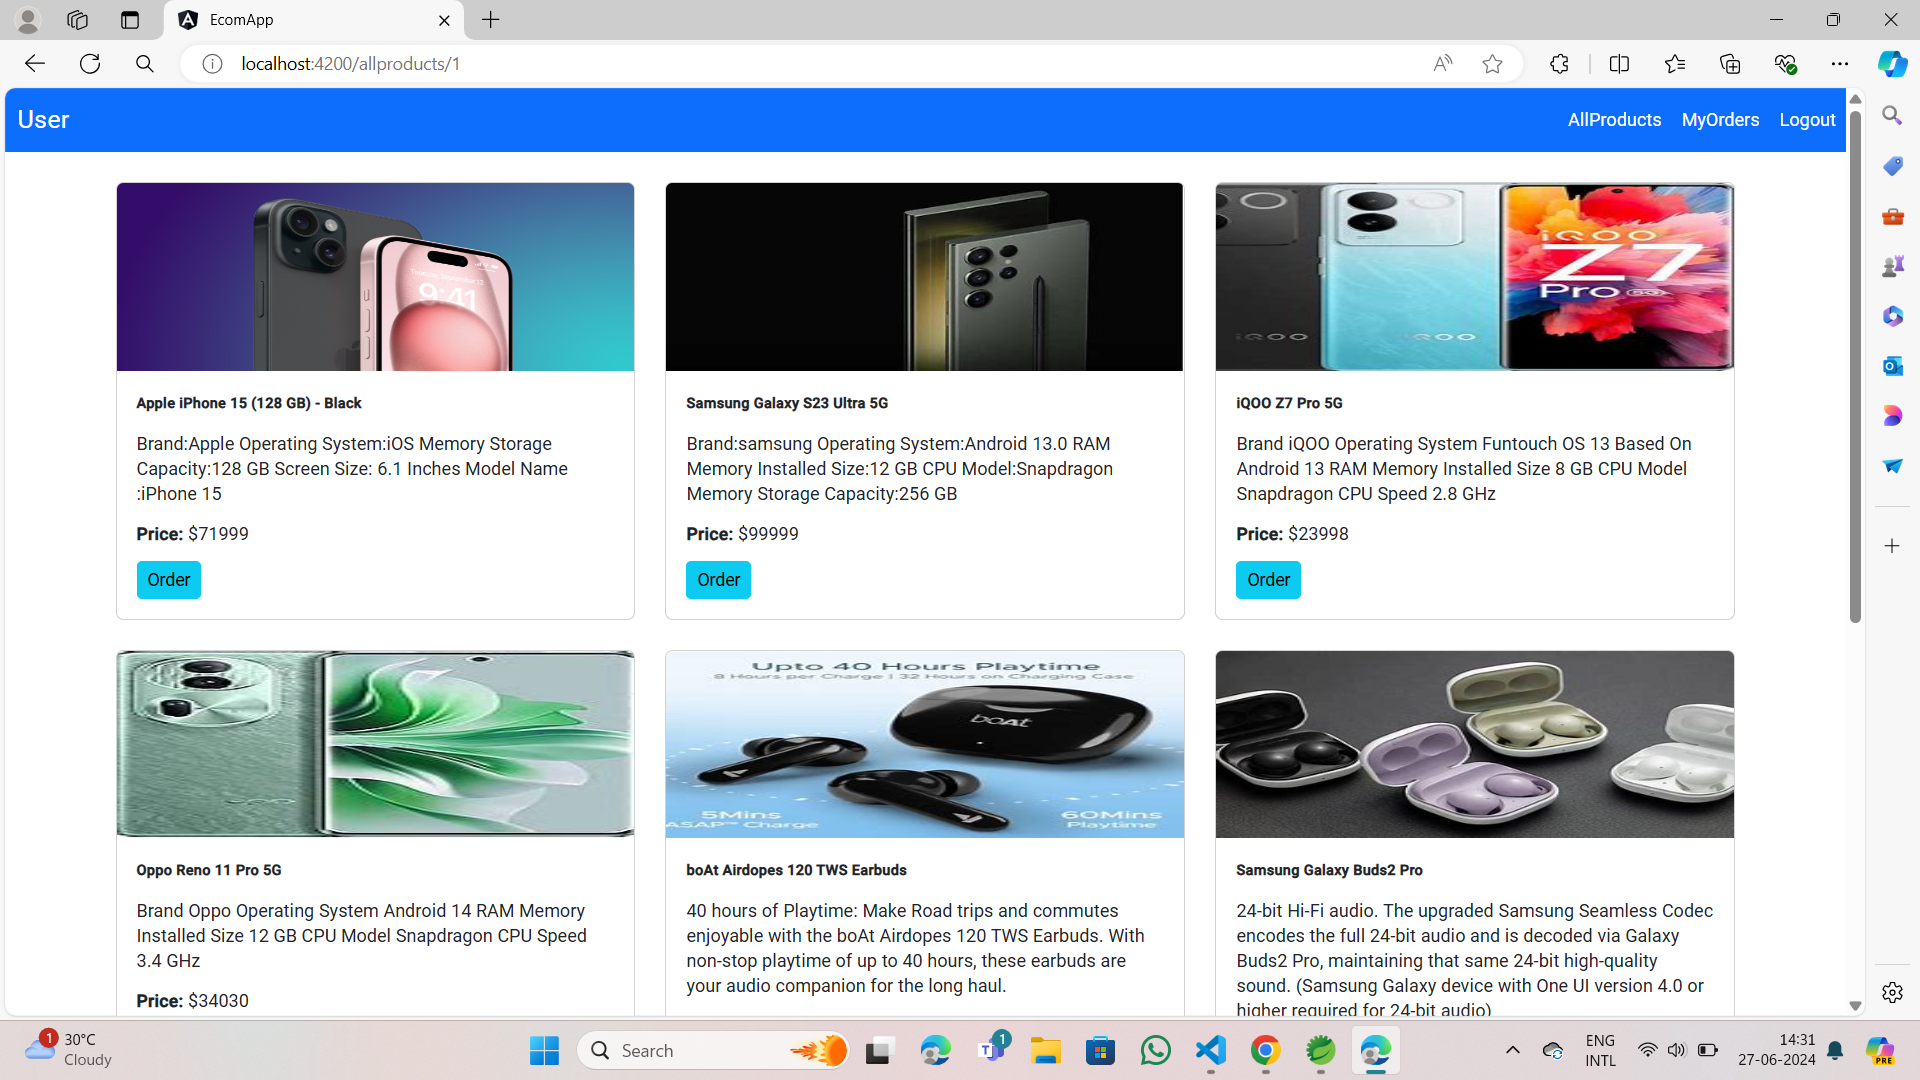 EcomApp
localhost:4200/allproducts/1
User
AllProducts MyOrders Logout
9:41
iQOO
Z7
Pro 5G
iQOO iQOO
Apple iPhone 15 (128 GB) - Black
Brand:Apple Operating System:iOS Memory Storage
Capacity:128 GB Screen Size: 6.1 Inches Model Name
:iPhone 15
Price: $71999
Order
Samsung Galaxy S23 Ultra 5G
Brand:samsung Operating System:Android 13.0 RAM
Memory Installed Size:12 GB CPU Model:Snapdragon
Memory Storage Capacity:256 GB
Price: $99999
Order
iQOO Z7 Pro 5G
Brand iQOO Operating System Funtouch OS 13 Based On
Android 13 RAM Memory Installed Size 8 GB CPU Model
Snapdragon CPU Speed 2.8 GHz
Price: $23998
Order
Oppo Reno 11 Pro 5G
Brand Oppo Operating System Android 14 RAM Memory
Installed Size 12 GB CPU Model Snapdragon CPU Speed
3.4 GHz
Price: $34030
Upto 40 Hours Playtime
8 Hours per Charge | 32 Hours on Charging Case
boAt
5Mins
ASAP™ Charge
60Mins
Playtime
boAt Airdopes 120 TWS Earbuds
40 hours of Playtime: Make Road trips and commutes
enjoyable with the boAt Airdopes 120 TWS Earbuds. With
non-stop playtime of up to 40 hours, these earbuds are
your audio companion for the long haul.
Samsung Galaxy Buds2 Pro
24-bit Hi-Fi audio. The upgraded Samsung Seamless Codec
encodes the full 24-bit audio and is decoded via Galaxy
Buds2 Pro, maintaining that same 24-bit high-quality
sound. (Samsung Galaxy device with One UI version 4.0 or
higher required for 24-bit audio)
1
30°C
Cloudy
Search
1
ENG
INTL
14:31
27-06-2024
PRE